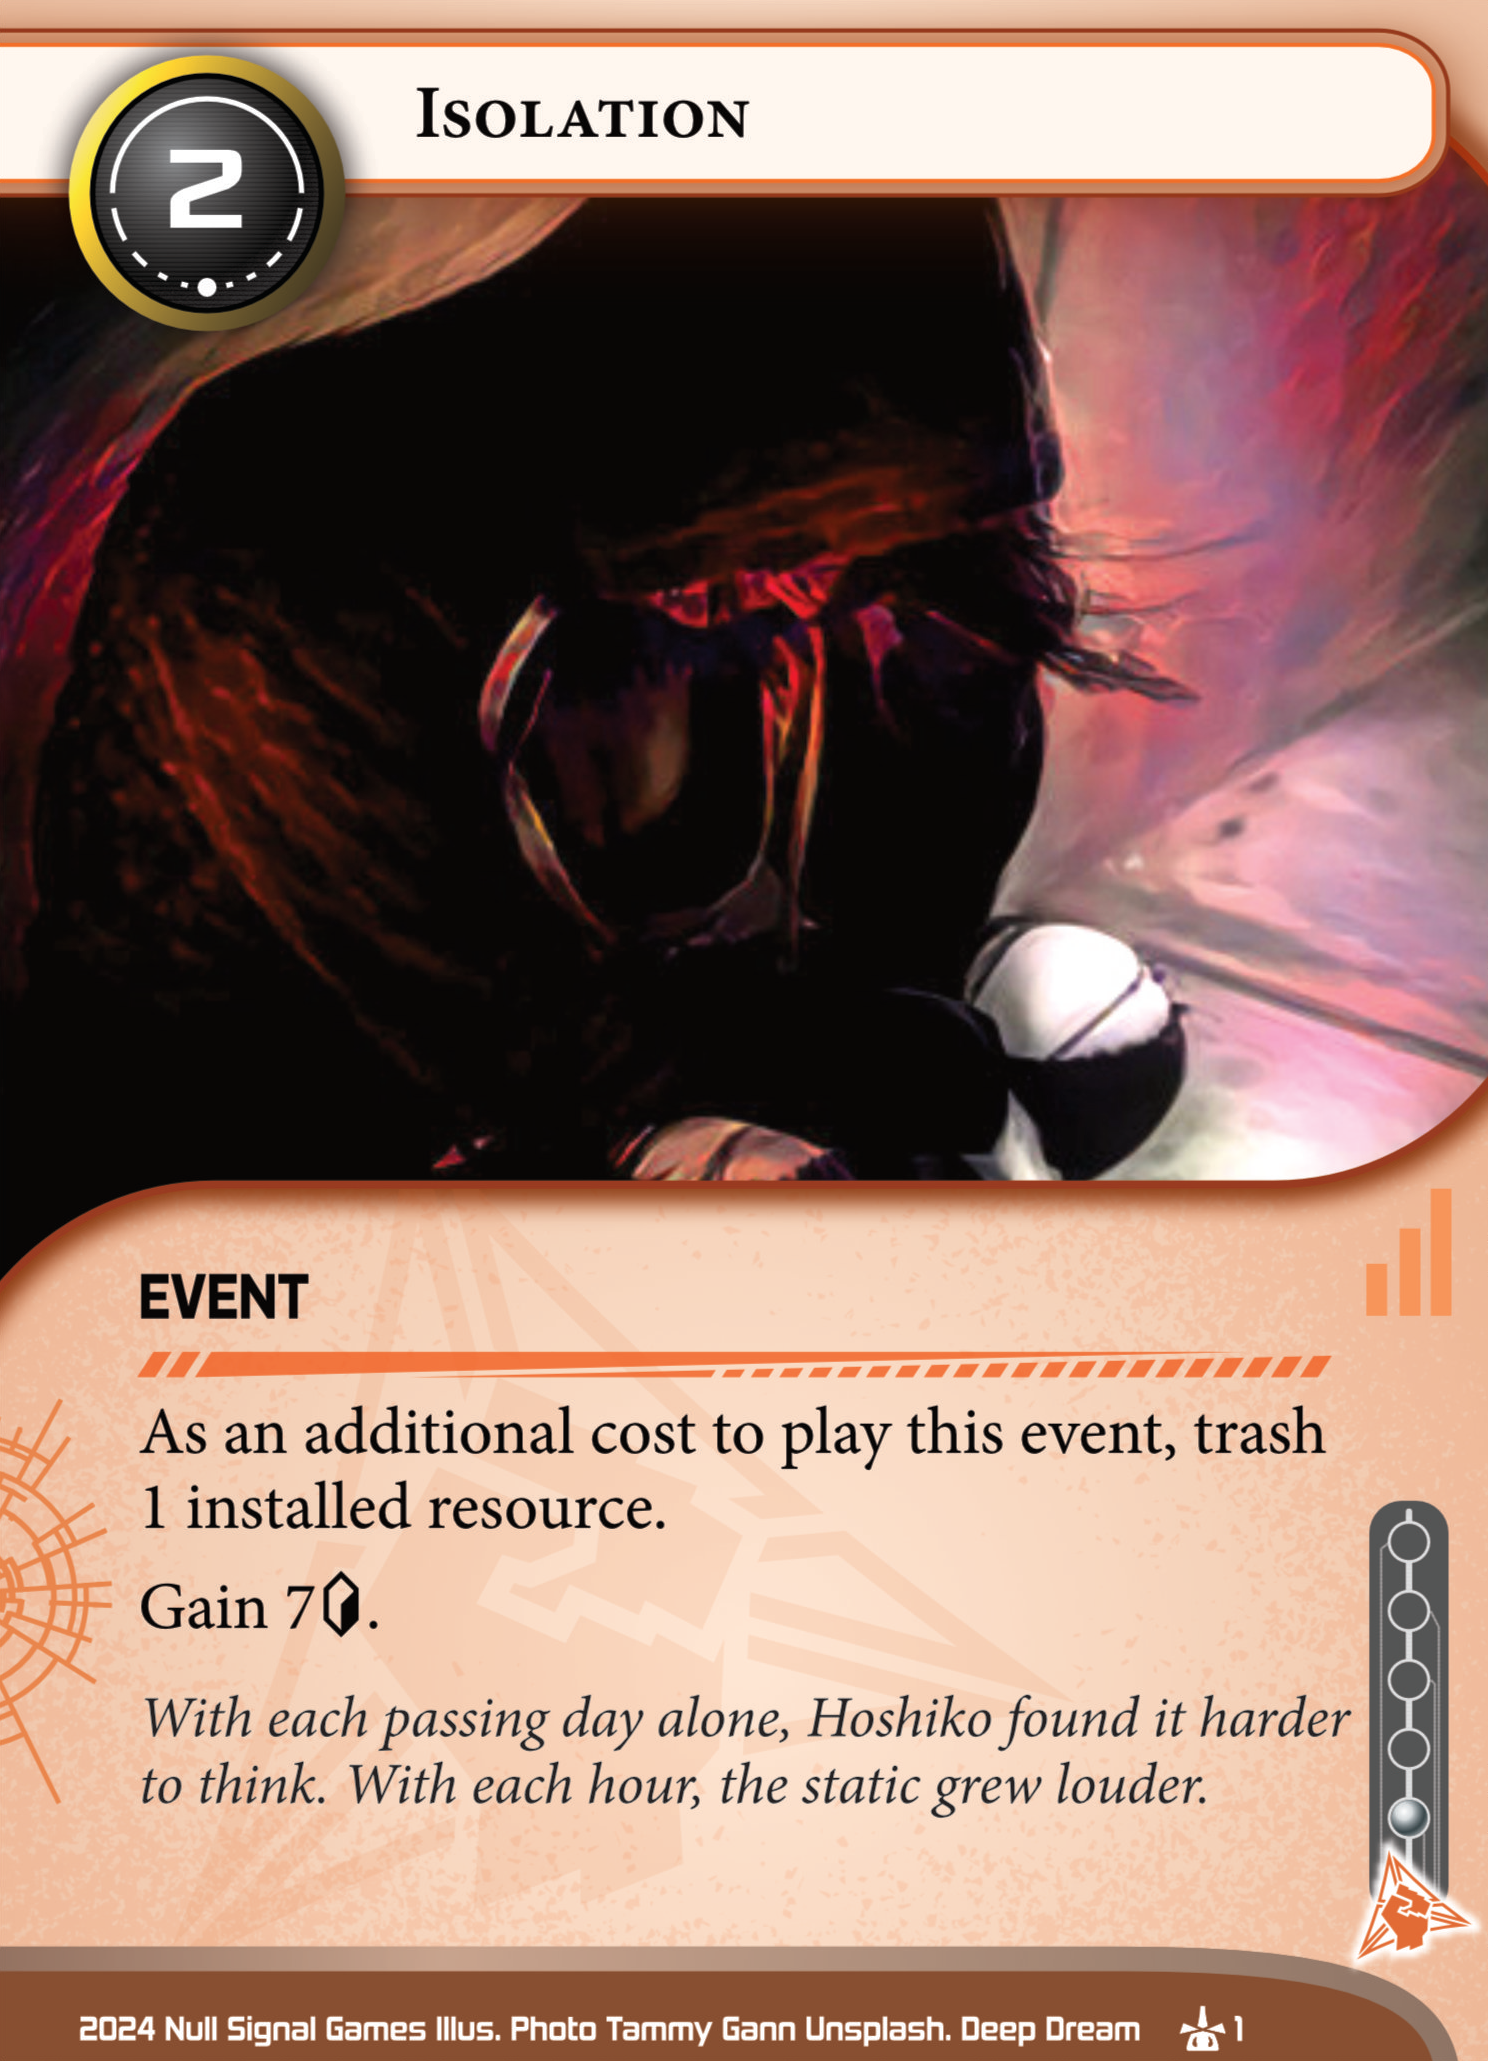 2
Isolation
EVENT
As an additional cost to play this event, trash
1 installed resource.
Gain 7.
With each passing day alone, Hoshiko found it harder
to think. With each hour, the static grew louder.
2024 Null Signal Games Illus. Photo Tammy Gann Unsplash. Deep Dream
1